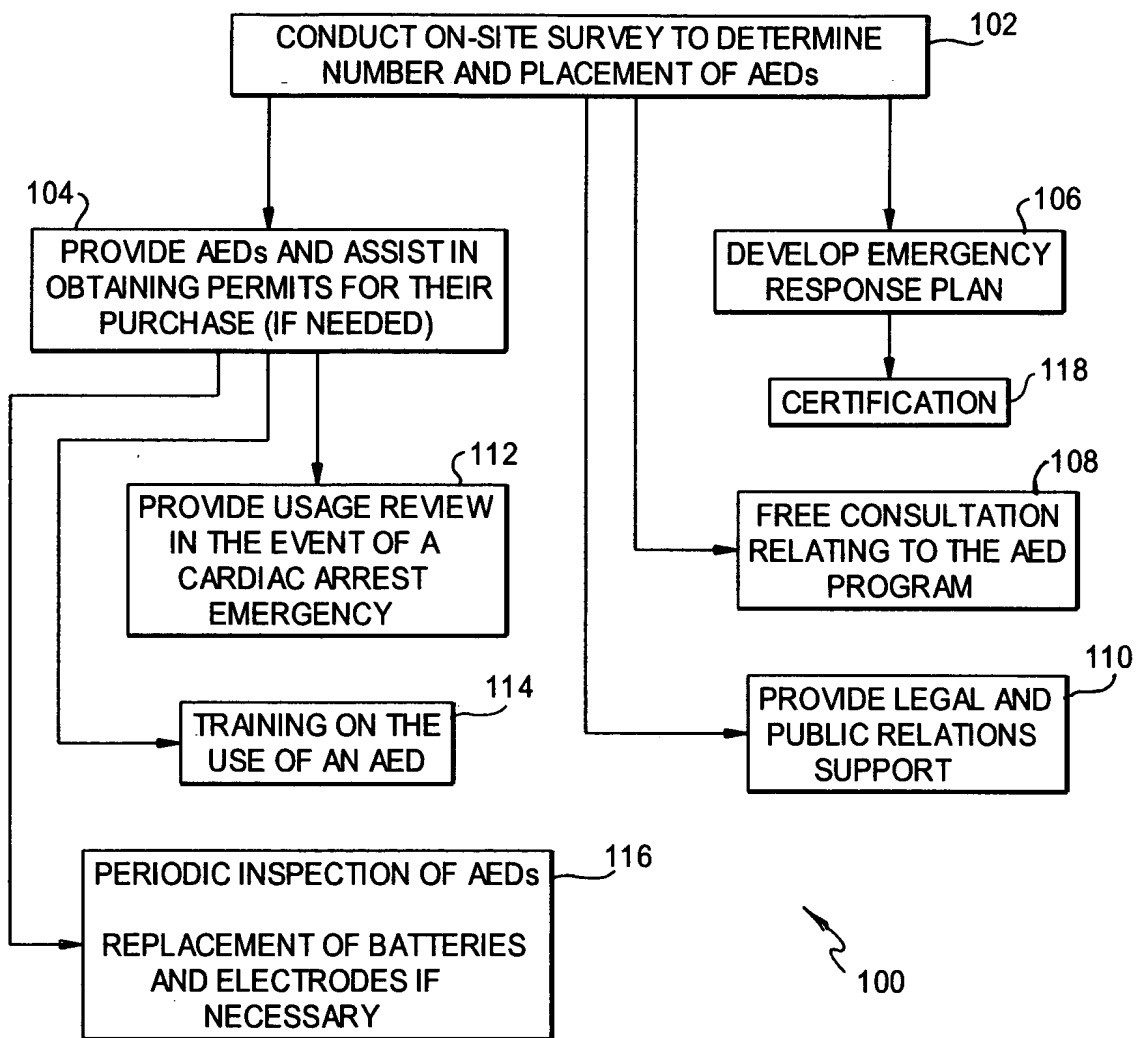 CONDUCT ON-SITE SURVEY TO DETERMINE
NUMBER AND PLACEMENT OF AEDs
102
104
PROVIDE AEDs AND ASSIST IN
OBTAINING PERMITS FOR THEIR
PURCHASE (IF NEEDED)
106
DEVELOP EMERGENCY
RESPONSE PLAN
118
CERTIFICATION
112
PROVIDE USAGE REVIEW
IN THE EVENT OF A
CARDIAC ARREST
EMERGENCY
108
FREE CONSULTATION
RELATING TO THE AED
PROGRAM
114
TRAINING ON THE
USE OF AN AED
110
PROVIDE LEGAL AND
PUBLIC RELATIONS
SUPPORT
116
PERIODIC INSPECTION OF AEDs
REPLACEMENT OF BATTERIES
AND ELECTRODES IF
NECESSARY
100